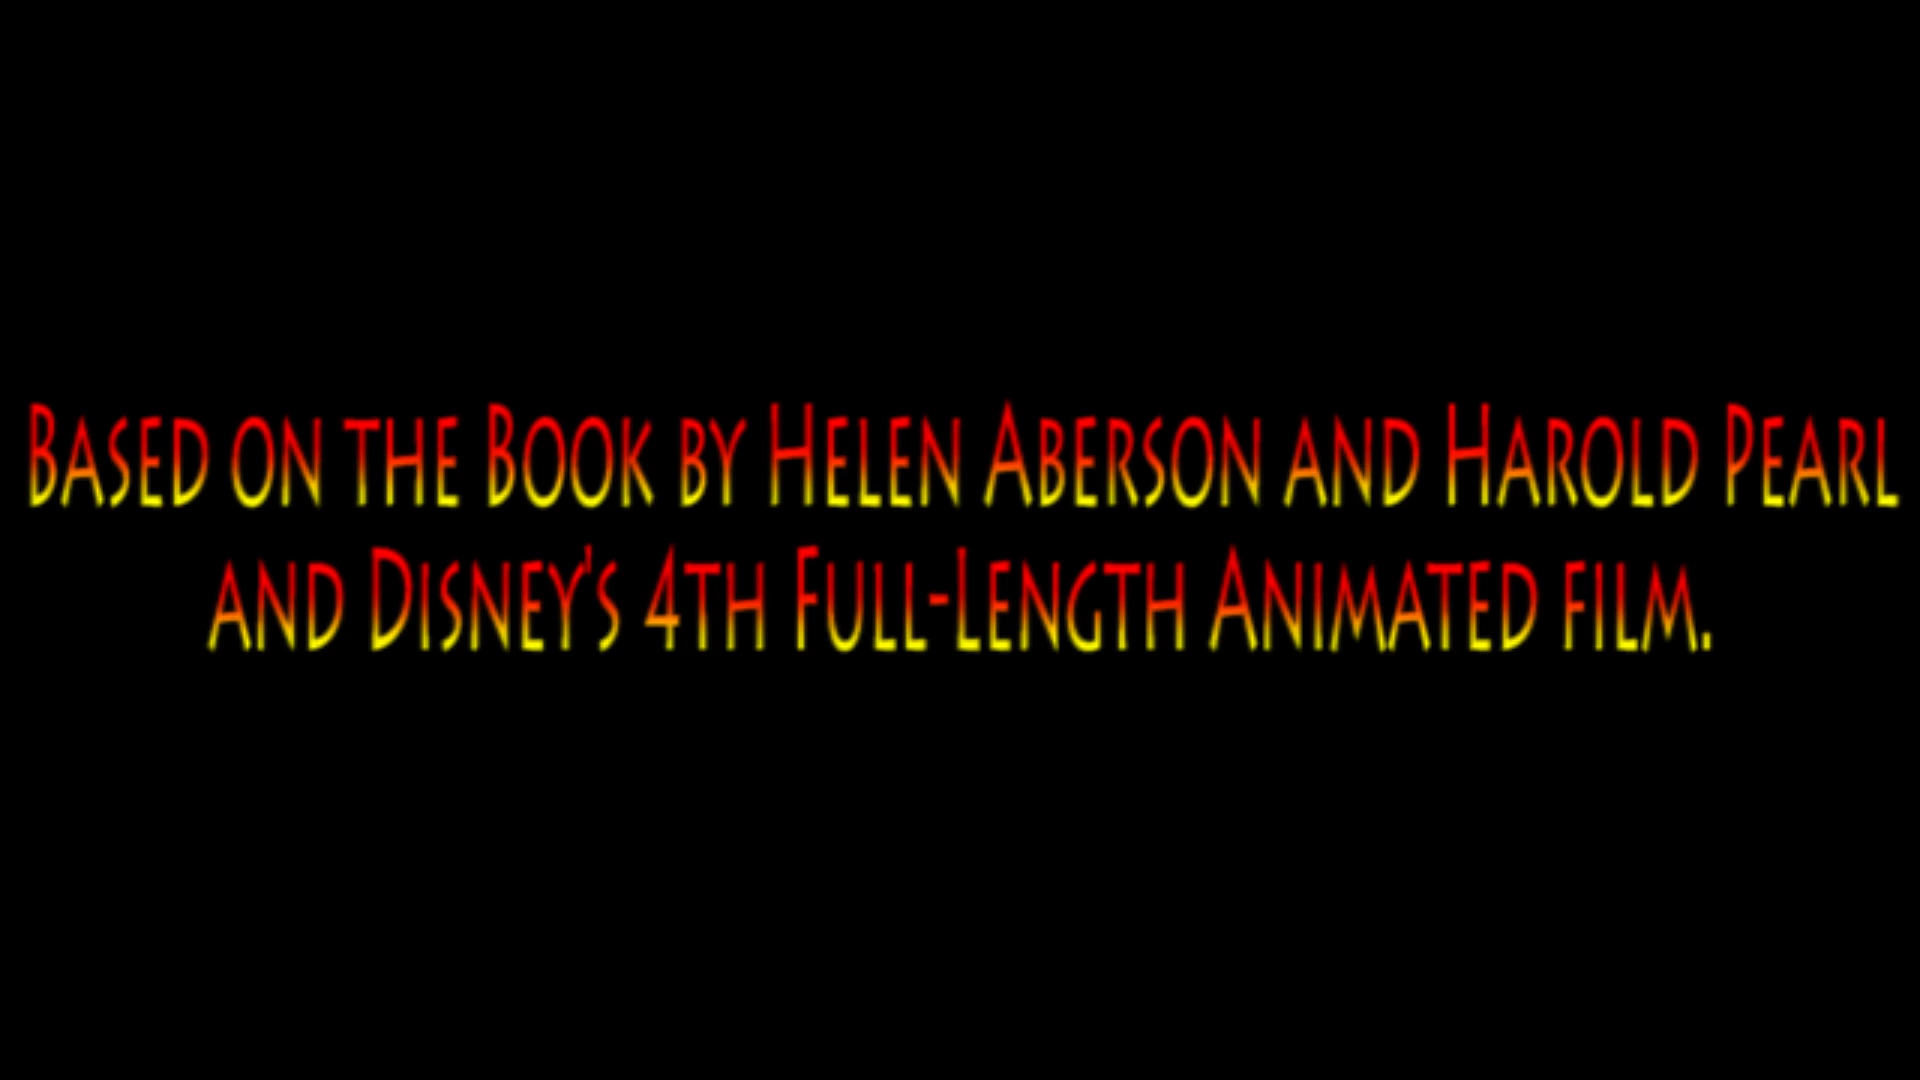 Based on the Book by Helen Aberson and Harold Pearl
and Disney's 4th Full-Length Animated film.